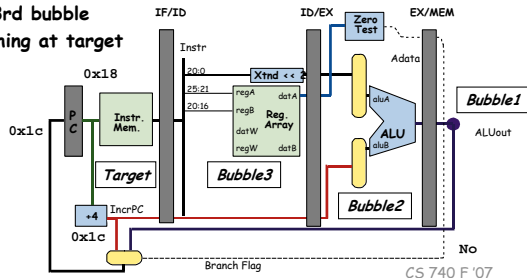 3rd bubble
ning at target
IF/ID
ID/EX
Zero
Test
EX/MEM
Instr
Adata
0x18
20:0
Xtnd << 2
25:21
regA
datA
20:16
regB
Reg.
Array
datW
regW
datB
P
C
Instr.
Mem.
aluA
ALU
aluB
Bubble1
ALUout
0x1c
Target
Bubble3
Bubble2
IncrPC
+4
0x1c
No
Branch Flag
CS 740 F '07